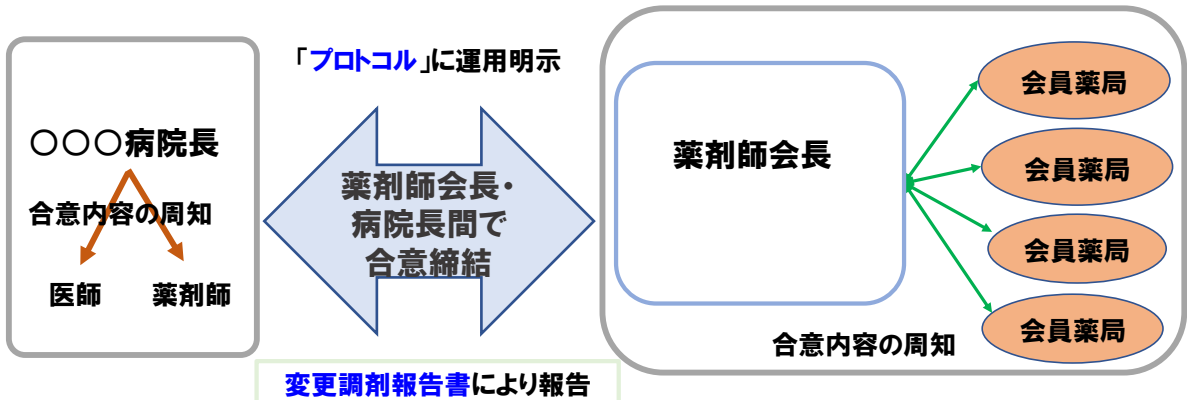 「プロトコル」に運用明示
〇〇〇病院長
合意内容の周知
医師
薬剤師
薬剤師会長・
病院長間で
合意締結
変更調剤報告書により報告
薬剤師会長
会員薬局
会員薬局
会員薬局
会員薬局
合意内容の周知